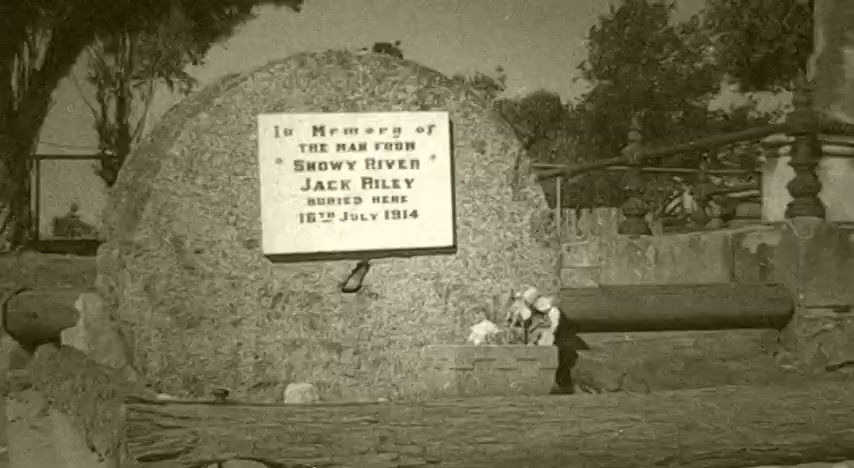 In Memory of
THE MAN FROM
"SNOWY RIVER"
JACK RILEY
BURIED HERE
16TH JULY 1914